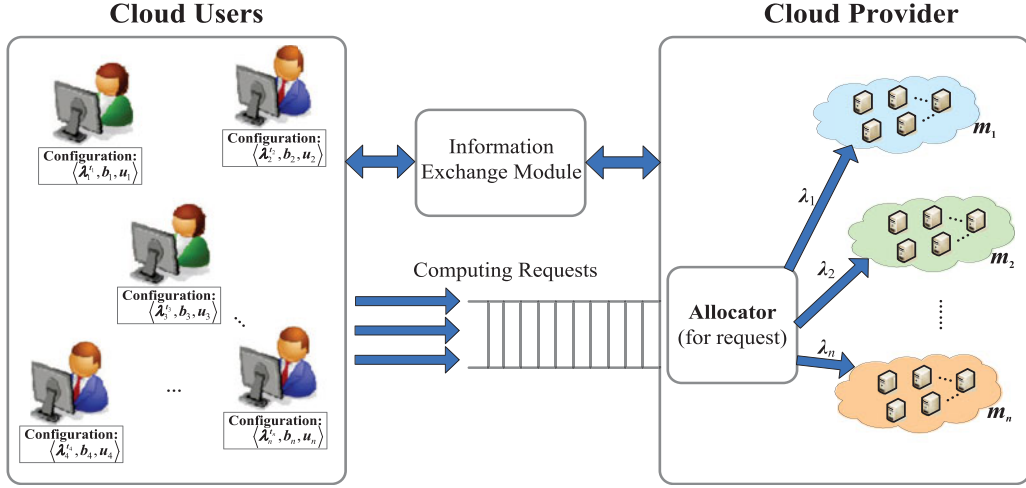 Cloud Users
Cloud Provider
Configuration:
⟨λ₁^{t₁}, b₁, u₁⟩
Configuration:
⟨λ₂^{t₂}, b₂, u₂⟩
Configuration:
⟨λ₃^{t₃}, b₃, u₃⟩
...
...
Configuration:
⟨λ₄^{t₄}, b₄, u₄⟩
Configuration:
⟨λₙ^{tₙ}, bₙ, uₙ⟩
Information
Exchange Module
Computing Requests
Allocator
(for request)
λ₁
λ₂
λₙ
m₁
m₂
mₙ